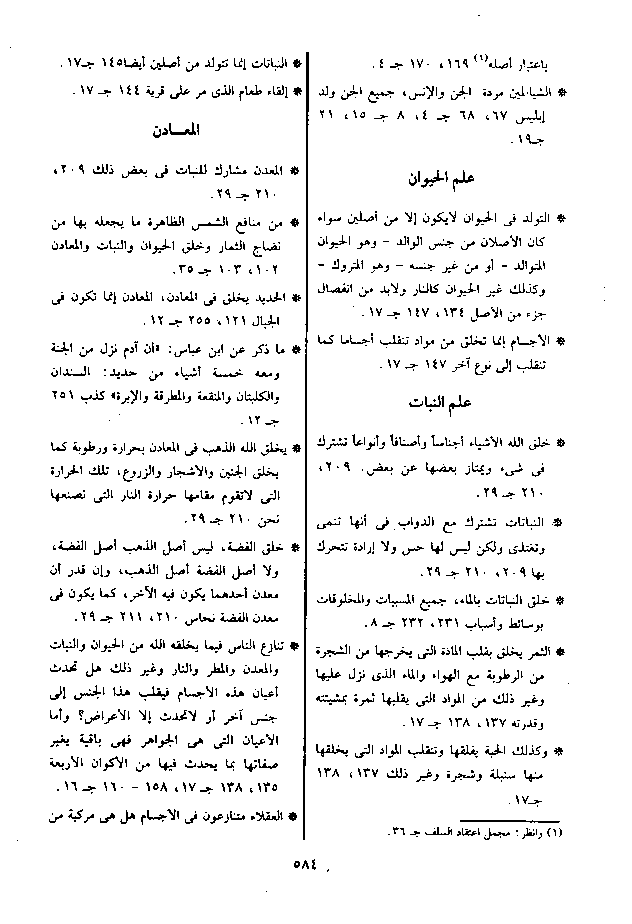 باعتبار أصله(١) ١٦٩، ١٧٠ جـ ٤.
* الشياطين مردة الجن والإنس، جميع الجن ولد
إبليس ٦٧، ٦٨ جـ ٤، ٨ جـ ١٥، ٢١
جـ١٩.
علم الحيوان
* التولد فى الحيوان لايكون إلا من أصلين سواء
كان الأصلان من جنس الوالد - وهو الحيوان
المتوالد - أو من غير جنسه - وهو المتروك -
وكذلك غير الحيوان كالنار ولابد من انفصال
جزء من الأصل ١٣٤، ١٤٧ جـ ١٧.
* الأجسام إنما تخلق من مواد تنقلب أجساما كما
تنقلب إلى نوع آخر ١٤٧ جـ ١٧.
علم النبات
* خلق الله الأشياء أجناساً وأصنافاً وأنواعاً تشترك
فى شىء ويمتاز بعضها عن بعض. ٢٠٩،
٢١٠ جـ ٢٩.
* النباتات تشترك مع الدواب فى أنها تنمى
وتغتذى ولكن ليس لها حس ولا إرادة تتحرك
بها ٢٠٩، ٢١٠ جـ ٢٩.
* خلق النباتات بالماء، جميع المسببات والمخلوقات
بوسائط وأسباب ٢٣١، ٢٣٢ جـ ٨.
* الثمر يخلق بقلب المادة التى يخرجها من الشجرة
من الرطوبة مع الهواء والماء الذى نزل عليها
وغير ذلك من المواد التى يقلبها ثمرة بمشيئته
وقدرته ١٣٧، ١٣٨ جـ ١٧.
* وكذلك الحبة يفلقها وتنقلب المواد التى يخلقها
منها سنبلة وشجرة وغير ذلك ١٣٧، ١٣٨
جـ١٧.
(١) وانظر: مجمل اعتقاد السلف جـ ٣٦.
* النباتات إنما تتولد من أصلين أيضا١٤٥ جـ١٧.
* إلقاء طعام الذى مر على قرية ١٤٤ جـ ١٧.
المعـادن
* المعدن مشارك للنبات فى بعض ذلك ٢٠٩،
٢١٠ جـ ٢٩.
* من منافع الشمس الظاهرة ما يجعله بها من
نضاج الثمار وخلق الحيوان والنبات والمعادن
١٠٢، ١٠٣ جـ ٣٥.
* الحديد يخلق فى المعادن، المعادن إنما تكون فى
الجبال ١٢١، ٢٥٥ جـ ١٢.
* ما ذكر عن ابن عباس: «أن آدم نزل من الجنة
ومعه خمسة أشياء من حديد: السندان
والكلبتان والمنقعة والمطرقة والإبرة» كذب ٢٥١
جـ ١٢.
* يخلق الله الذهب فى المعادن بحرارة ورطوبة كما
يخلق الجنين والأشجار والزروع، تلك الحرارة
التى لاتقوم مقامها حرارة النار التى تصنعها
نحن ٢١٠ جـ ٢٩.
* خلق الفضة، ليس أصل الذهب أصل الفضة،
ولا أصل الفضة أصل الذهب، وإن قدر أن
معدن أحدهما يكون فيه الآخر، كما يكون فى
معدن الفضة نحاس ٢١٠، ٢١١ جـ ٢٩.
* تنازع الناس فيما يخلقه الله من الحيوان والنبات
والمعدن والمطر والنار وغير ذلك هل تحدث
أعيان هذه الأجسام فيقلب هذا الجنس إلى
جنس آخر أو لاتحدث إلا الأعراض؟ وأما
الأعيان التى هى الجواهر فهى باقية يغير
صفاتها بما يحدث فيها من الأكوان الأربعة
١٣٥، ١٣٨ جـ ١٧، ١٥٨ - ١٦٠ جـ ١٦.
* العقلاء متنازعون فى الأجسام هل هى مركبة من
٥٨٤